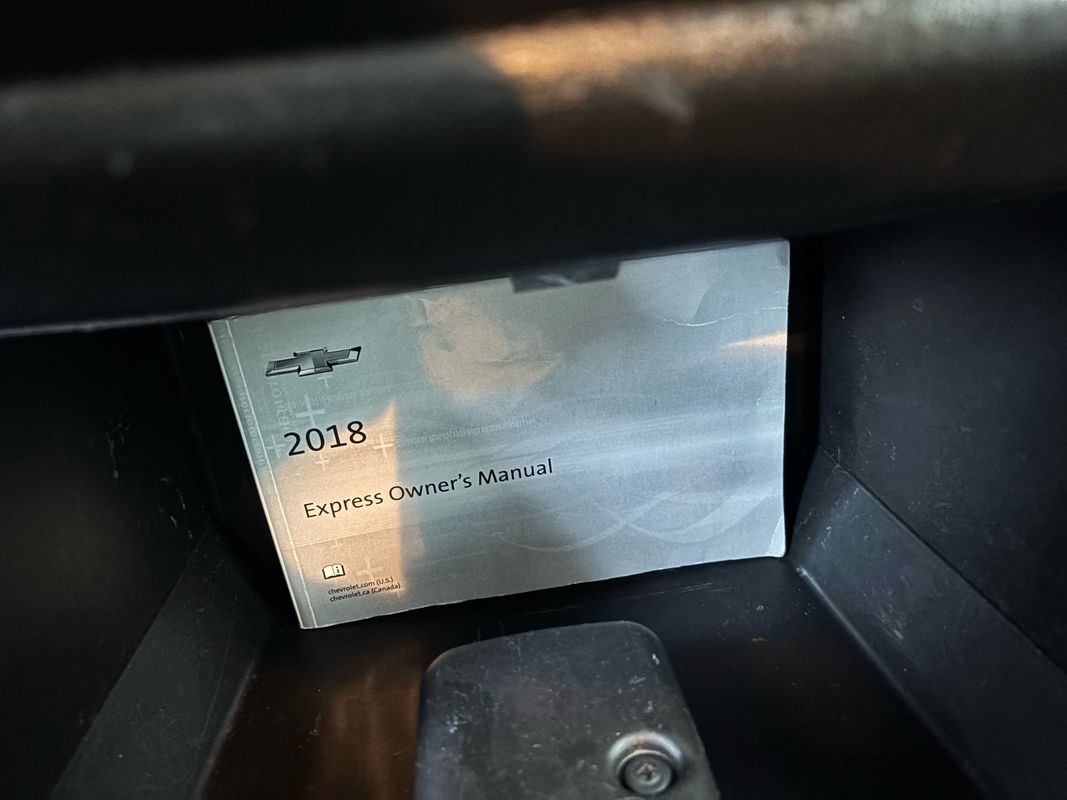 2018
Express Owner's Manual
chevrolet.com (U.S.)
chevrolet.ca (Canada)